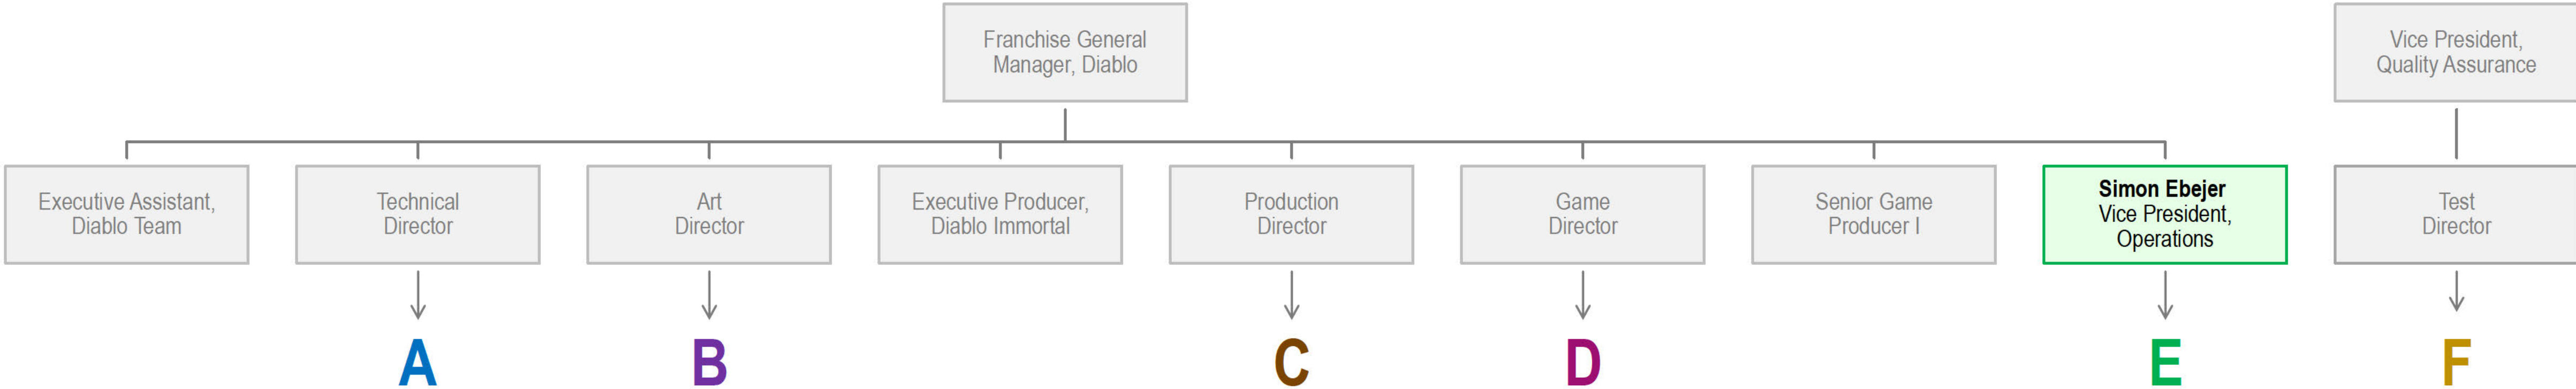 Franchise General
Manager, Diablo
Vice President,
Quality Assurance
Executive Assistant,
Diablo Team
Technical
Director
Art
Director
Executive Producer,
Diablo Immortal
Production
Director
Game
Director
Senior Game
Producer I
Simon Ebejer
Vice President,
Operations
Test
Director
A
B
C
D
E
F